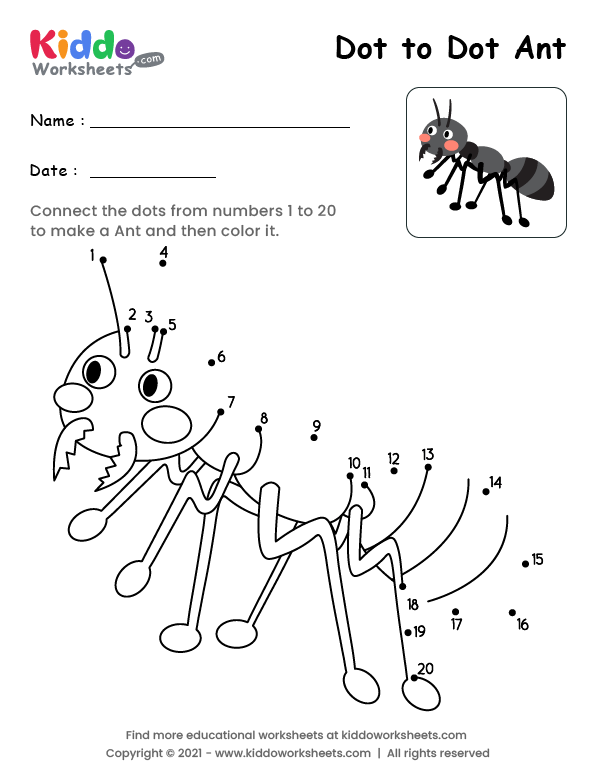 Kiddo
Worksheets .com
Dot to Dot Ant
Name :
Date :
Connect the dots from numbers 1 to 20
to make a Ant and then color it.
1
4
2
3
5
6
7
8
9
10
11
12
13
14
15
16
17
18
19
20
Find more educational worksheets at kiddoworksheets.com
Copyright © 2021 - www.kiddoworksheets.com | All rights reserved